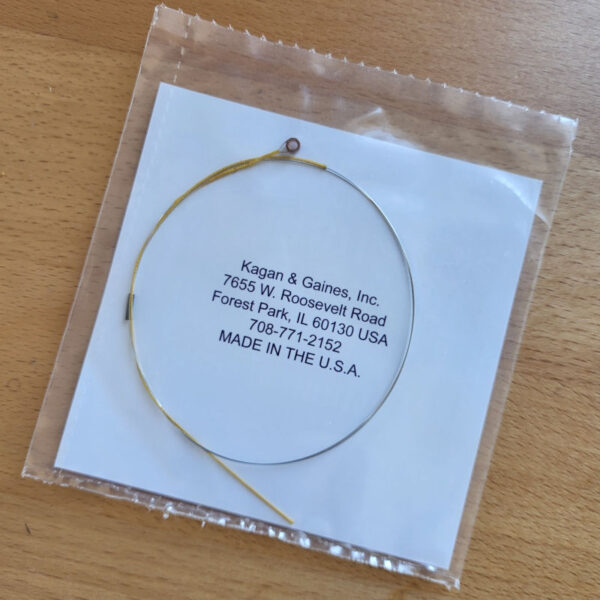 Kagan & Gaines, Inc.
7655 W. Roosevelt Road
Forest Park, IL 60130 USA
708-771-2152
MADE IN THE U.S.A.